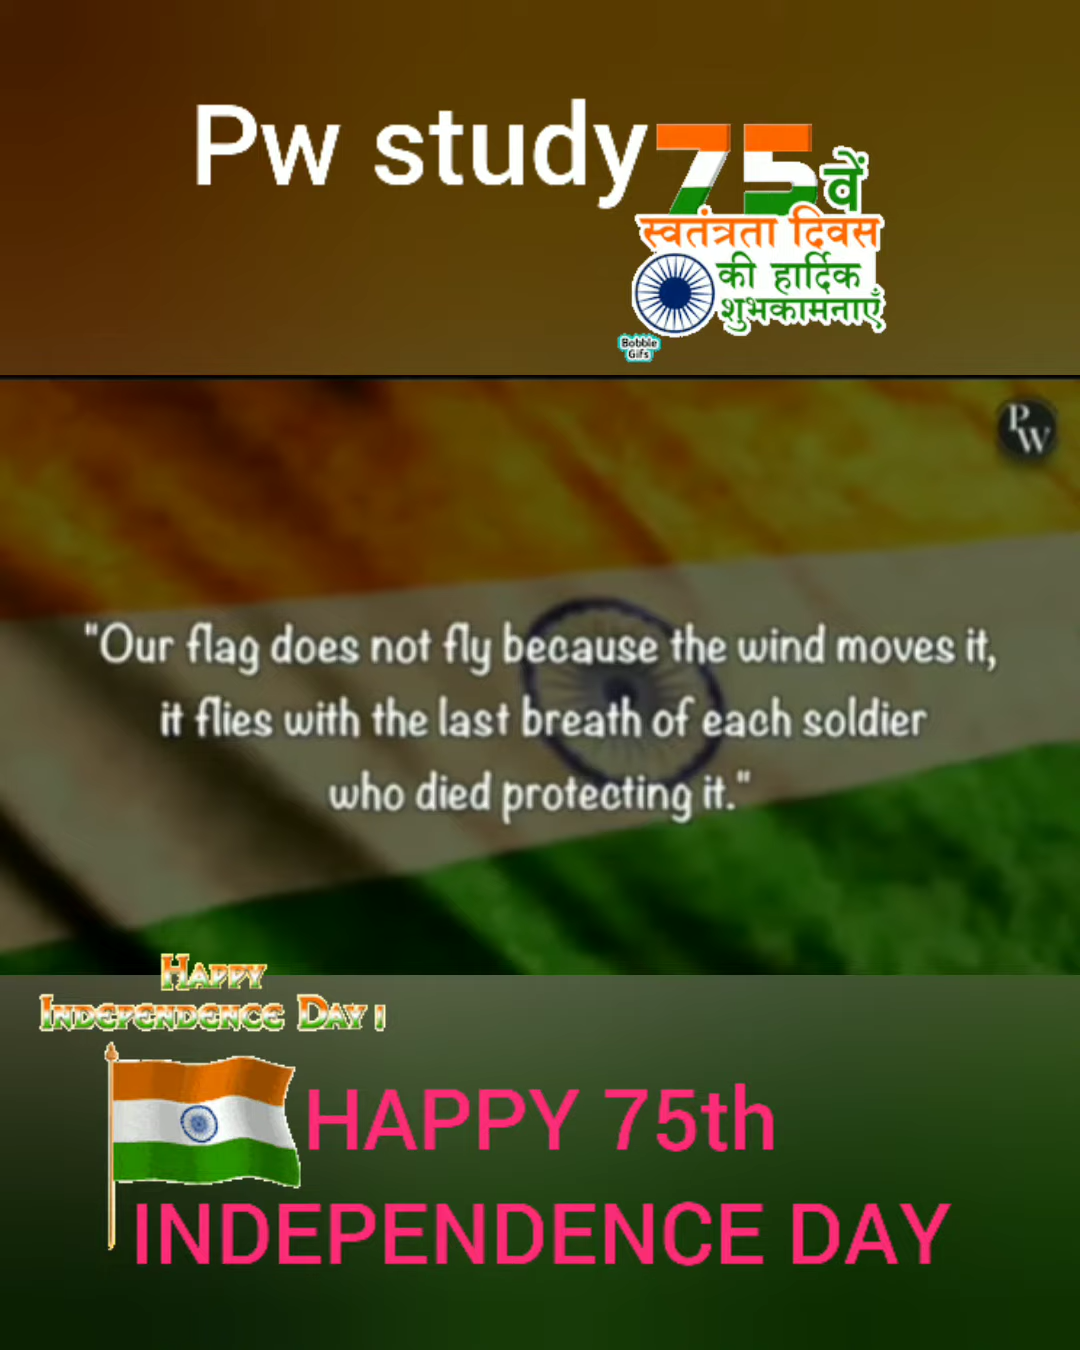 Pw study
75वें
स्वतंत्रता दिवस
की हार्दिक
शुभकामनाएँ
Bobble
Gifs
PW
"Our flag does not fly because the wind moves it,
it flies with the last breath of each soldier
who died protecting it."
HAPPY
INDEPENDENCE DAY !
HAPPY 75th
INDEPENDENCE DAY